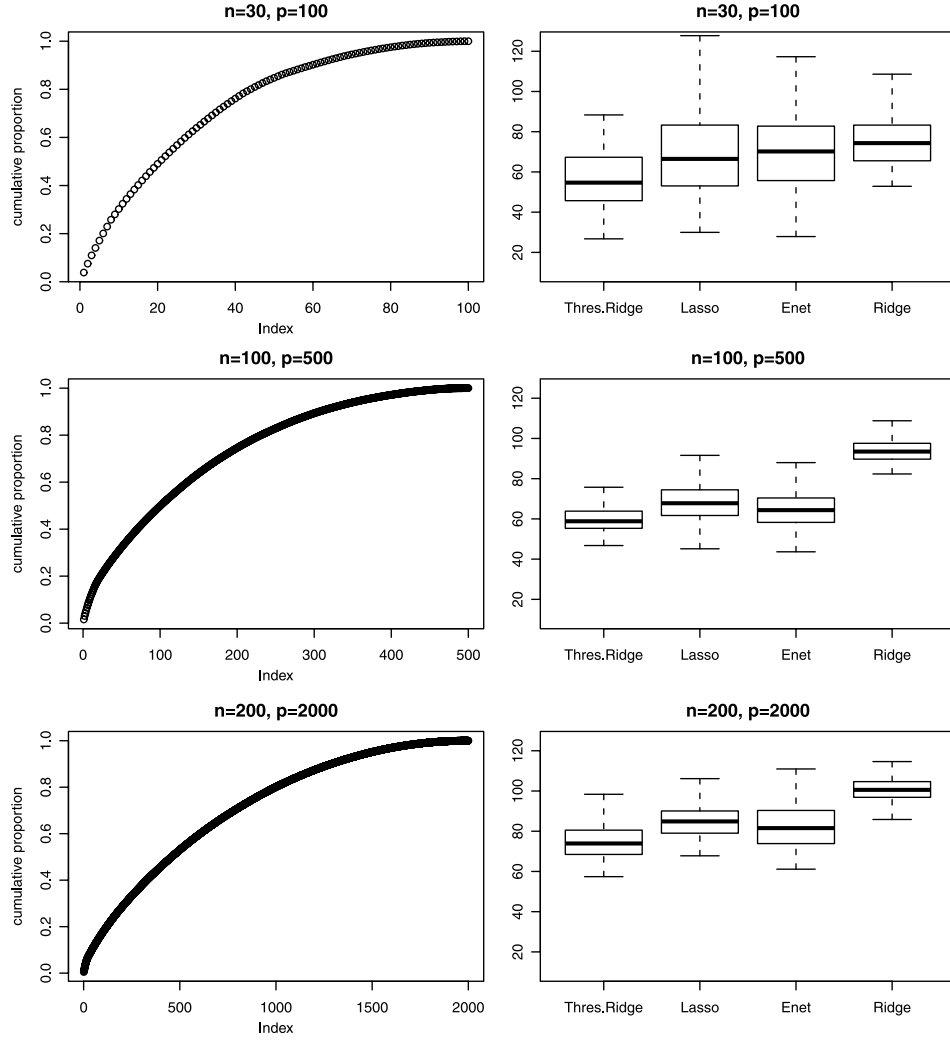 n=30, p=100
cumulative proportion
1.0
0.8
0.6
0.4
0.2
0.0
0 20 40 60 80 100
Index
n=30, p=100
120
100
80
60
40
20
Thres.Ridge Lasso Enet Ridge
n=100, p=500
cumulative proportion
1.0
0.8
0.6
0.4
0.2
0.0
0 100 200 300 400 500
Index
n=100, p=500
120
100
80
60
40
20
Thres.Ridge Lasso Enet Ridge
n=200, p=2000
cumulative proportion
1.0
0.8
0.6
0.4
0.2
0.0
0 500 1000 1500 2000
Index
n=200, p=2000
120
100
80
60
40
20
Thres.Ridge Lasso Enet Ridge